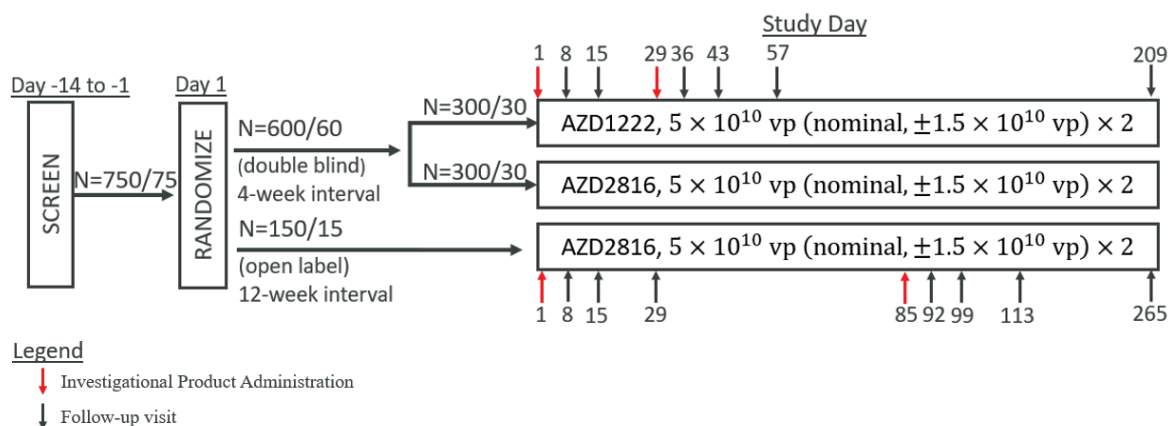 Study Day
1 8 15 29 36 43 57 209
Day -14 to -1
Day 1
SCREEN
N=750/75
RANDOMIZE
N=600/60
(double blind)
4-week interval
N=300/30
N=300/30
AZD1222, 5 × 10¹⁰ vp (nominal, ±1.5 × 10¹⁰ vp) × 2
AZD2816, 5 × 10¹⁰ vp (nominal, ±1.5 × 10¹⁰ vp) × 2
N=150/15
(open label)
12-week interval
AZD2816, 5 × 10¹⁰ vp (nominal, ±1.5 × 10¹⁰ vp) × 2
1 8 15 29 85 92 99 113 265
Legend
Investigational Product Administration
Follow-up visit